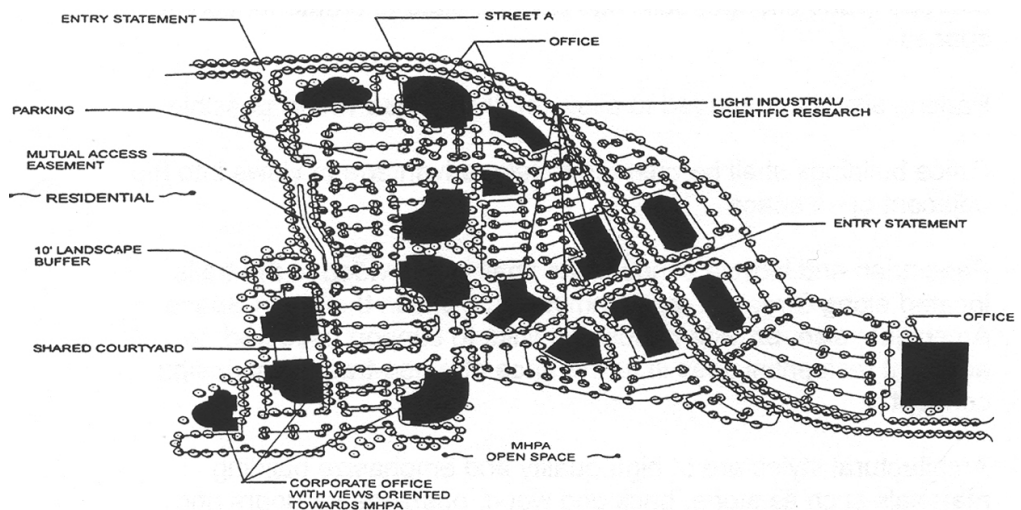 ENTRY STATEMENT
STREET A
OFFICE
PARKING
LIGHT INDUSTRIAL/
SCIENTIFIC RESEARCH
MUTUAL ACCESS
EASEMENT
RESIDENTIAL
ENTRY STATEMENT
10' LANDSCAPE
BUFFER
OFFICE
SHARED COURTYARD
MHPA
OPEN SPACE
CORPORATE OFFICE
WITH VIEWS ORIENTED
TOWARDS MHPA